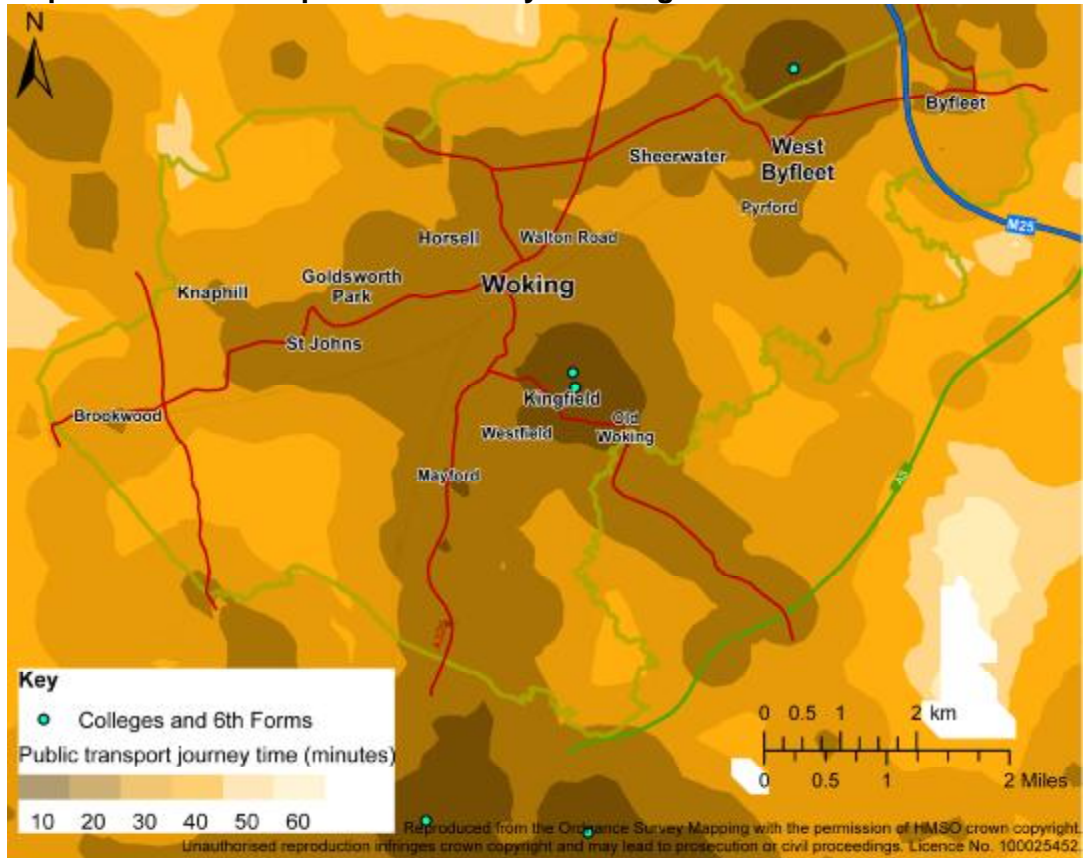 N
Byfleet
West
Byfleet
Sheerwater
Pyrford
M25
Horsell
Walton Road
Goldsworth
Park
Woking
Knaphill
St Johns
Kingfield
Brookwood
Old
Woking
Westfield
Mayford
A3
Key
Colleges and 6th Forms
Public transport journey time (minutes)
10 20 30 40 50 60
0 0.5 1 2 km
0 0.5 1 2 Miles
Reproduced from the Ordnance Survey Mapping with the permission of HMSO crown copyright.
Unauthorised reproduction infringes crown copyright and may lead to prosecution or civil proceedings. Licence No. 100025452.